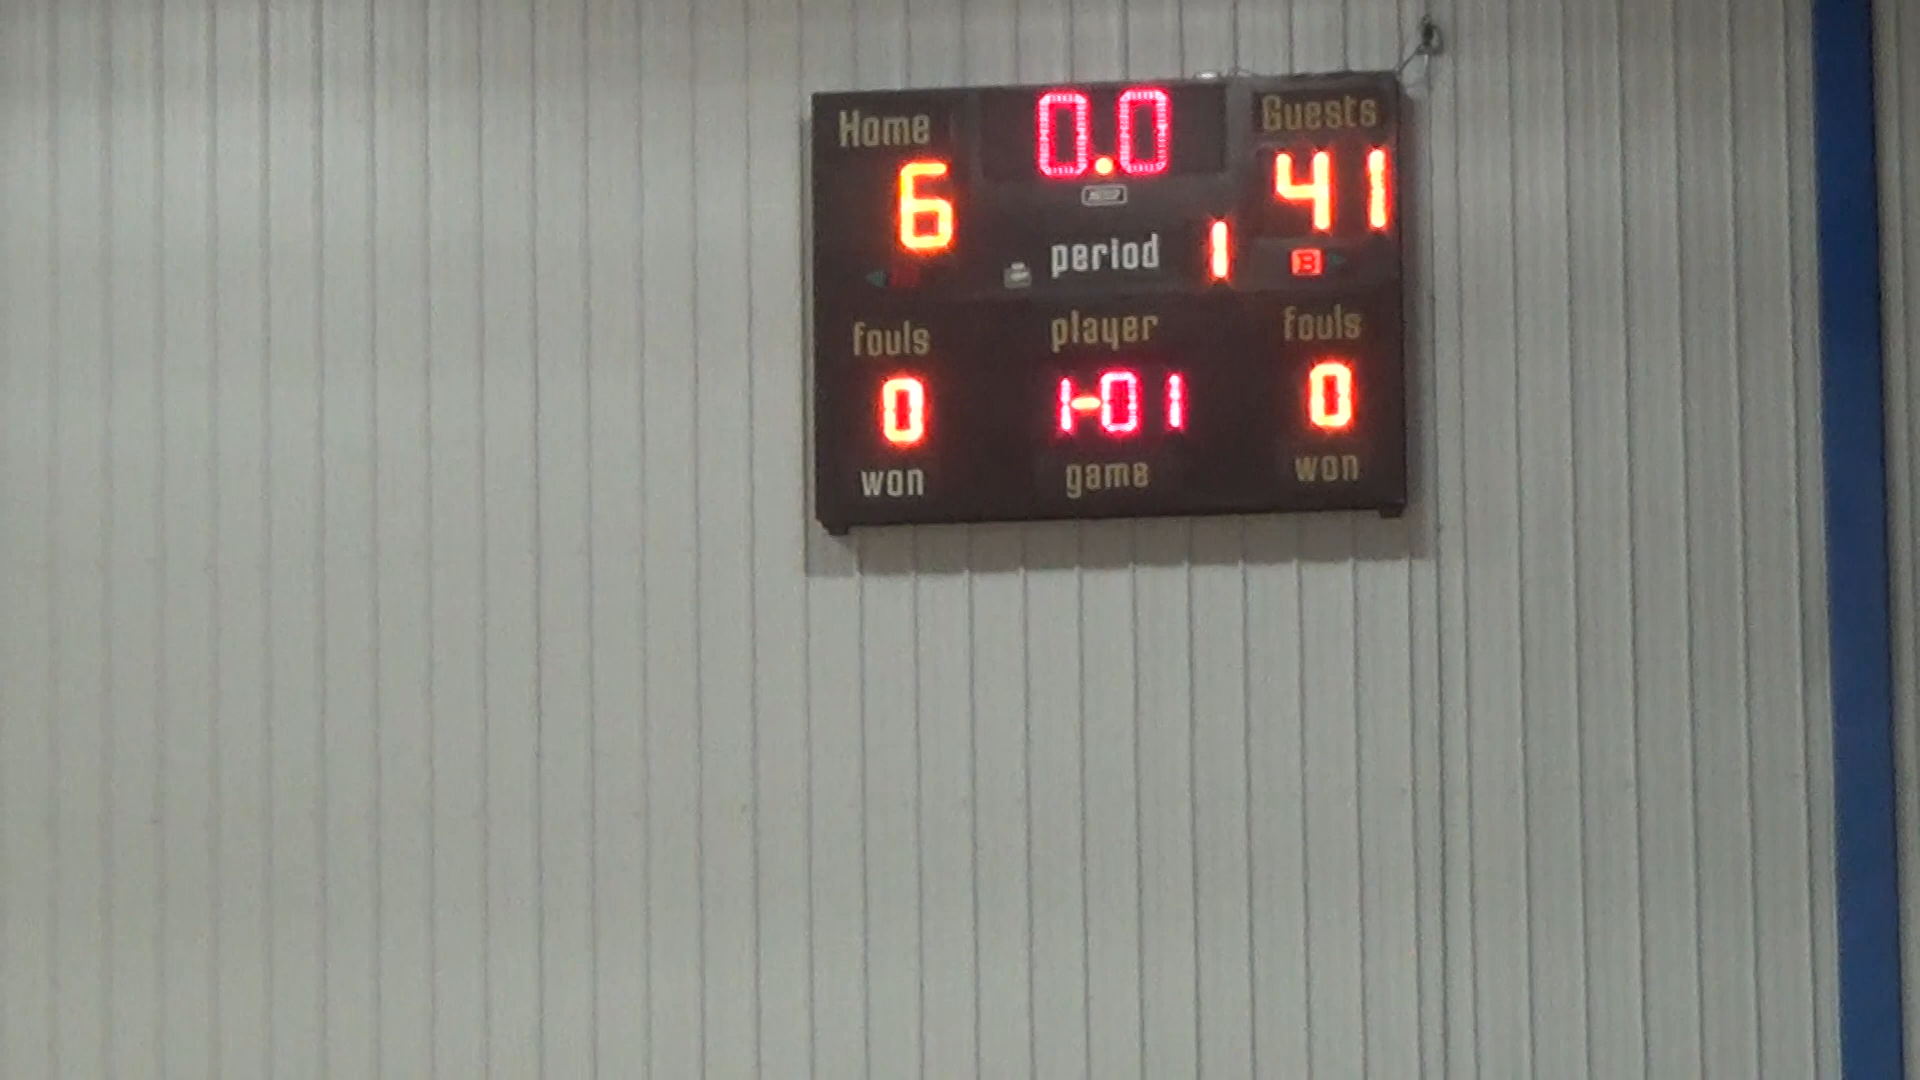 Home 0.0 Guests
6 41
period 1 B
fouls player fouls
0 1-01 0
won game won